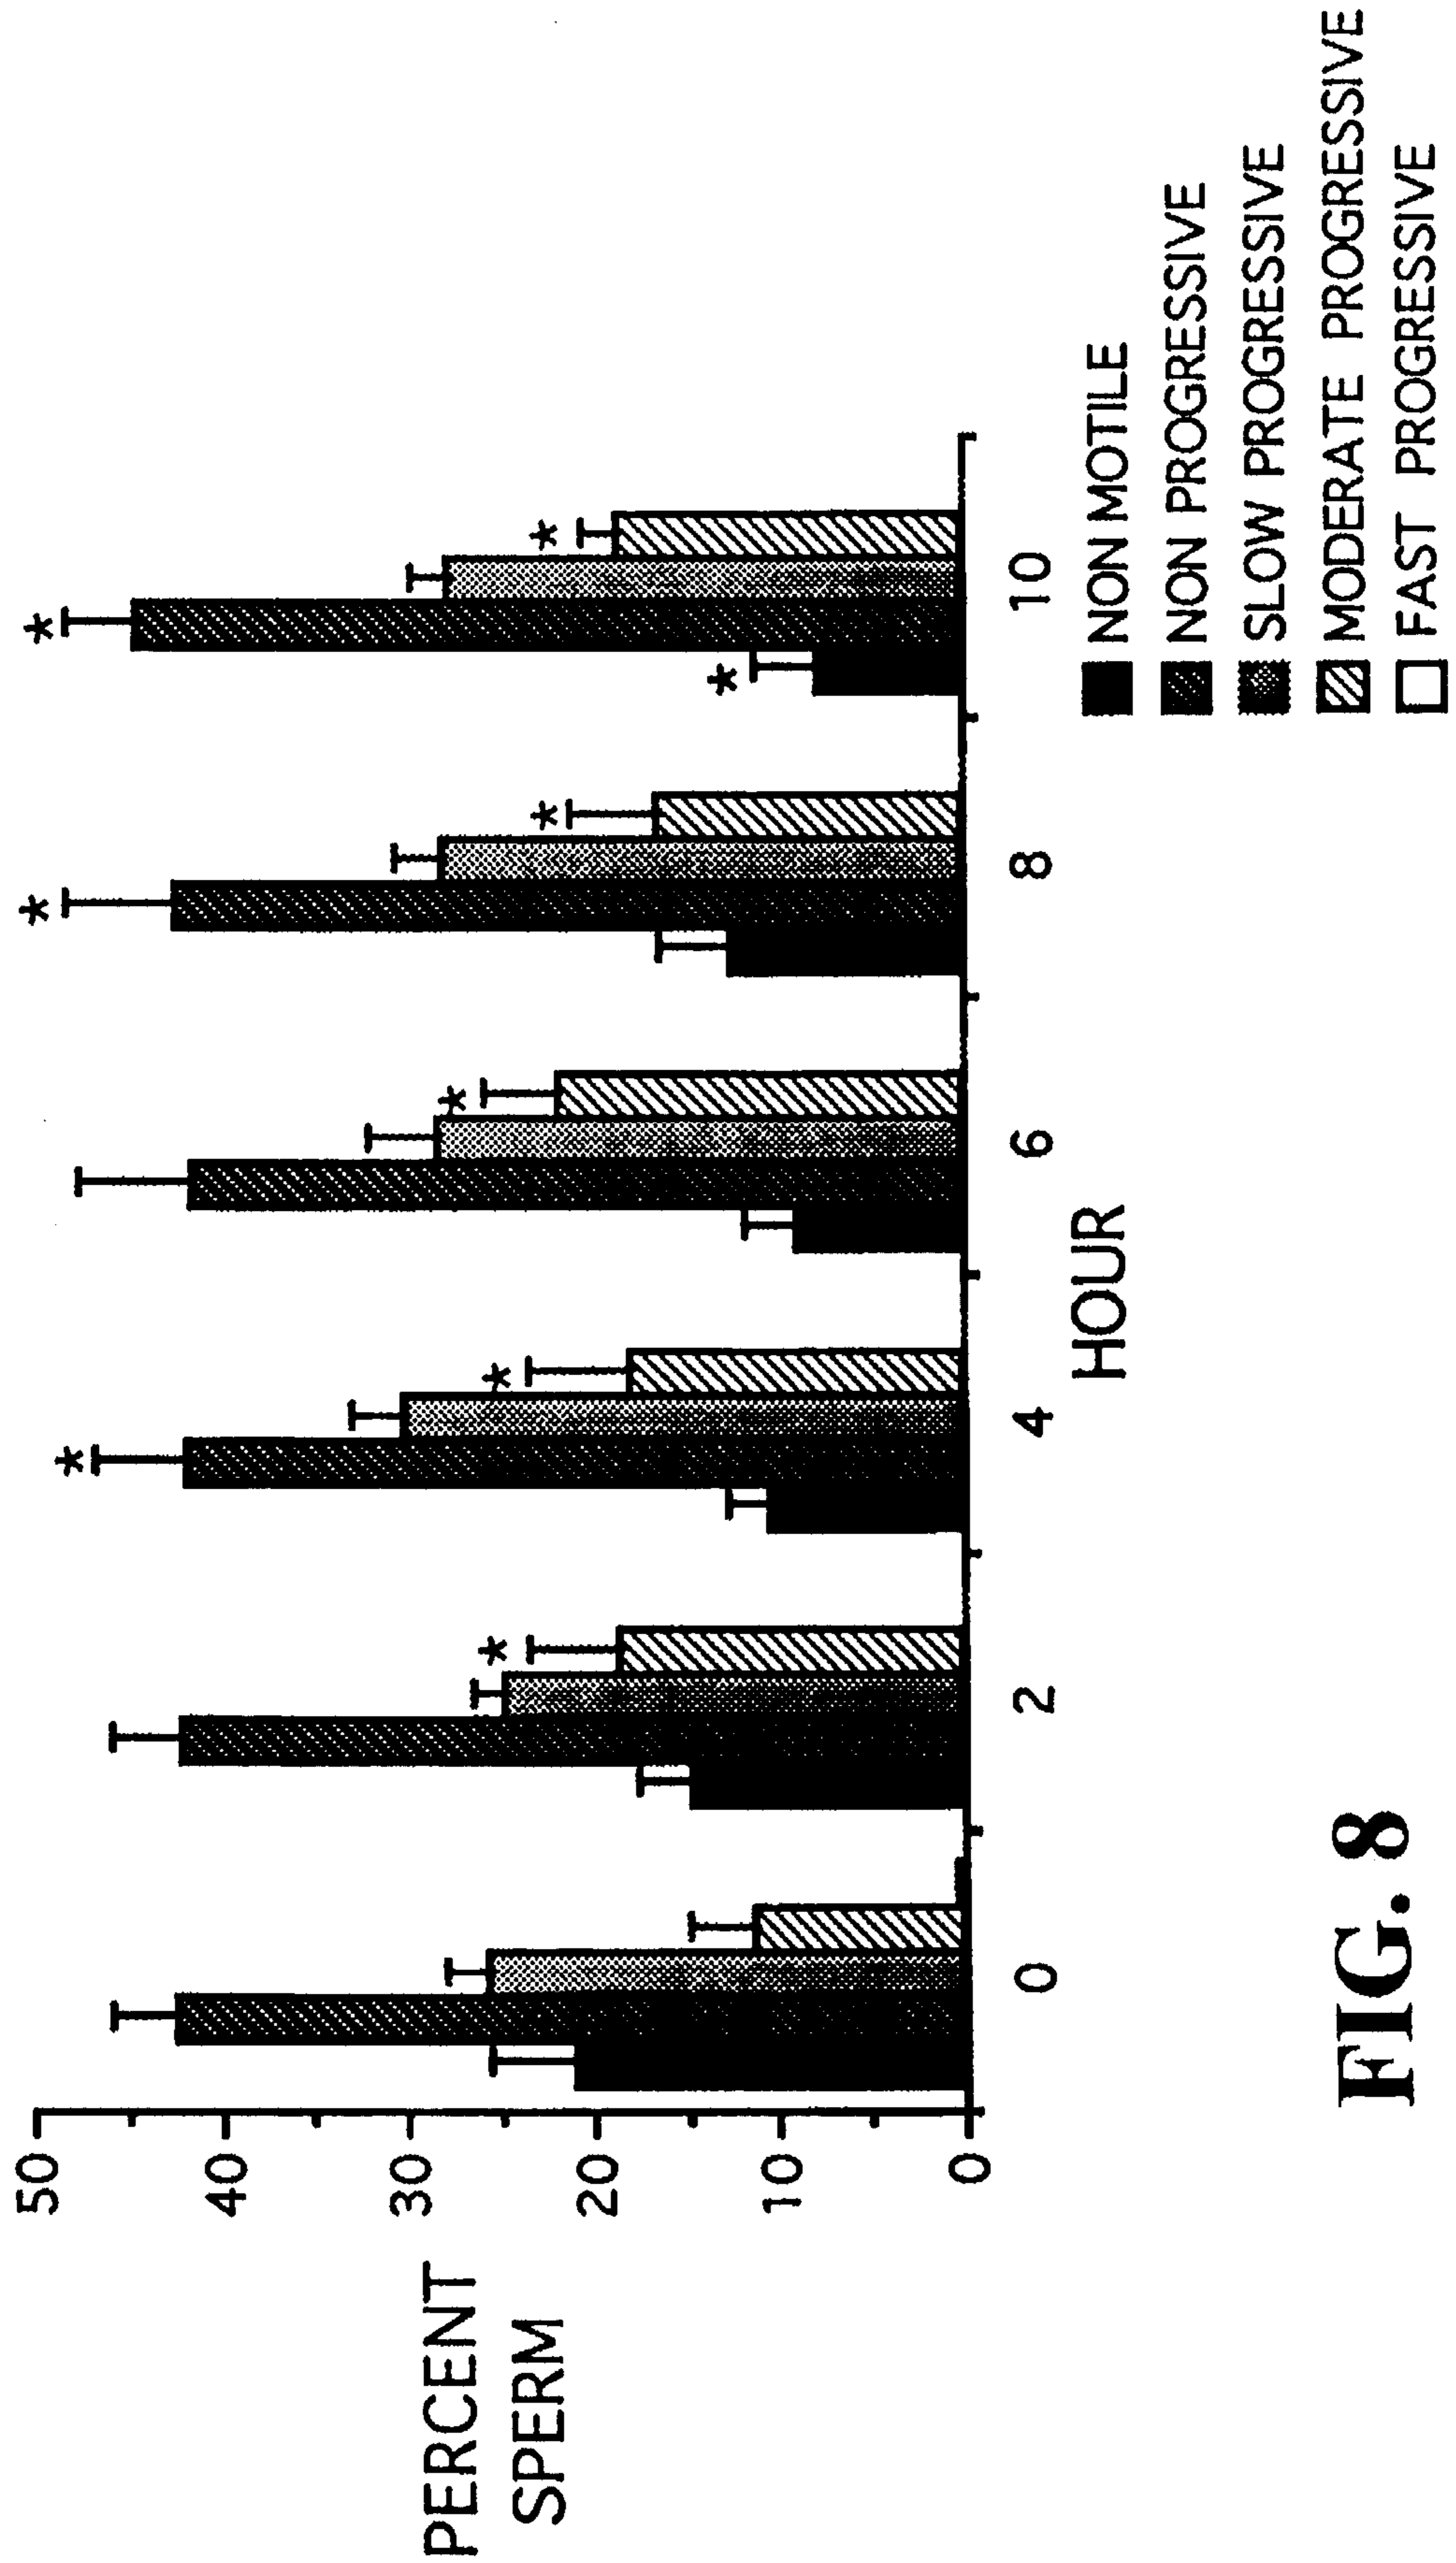 PERCENT
SPERM
50
40
30
20
10
0
*
*
*
*
*
*
*
*
*
0 2 4 6 8 10
HOUR
NON MOTILE
NON PROGRESSIVE
SLOW PROGRESSIVE
MODERATE PROGRESSIVE
FAST PROGRESSIVE
FIG. 8